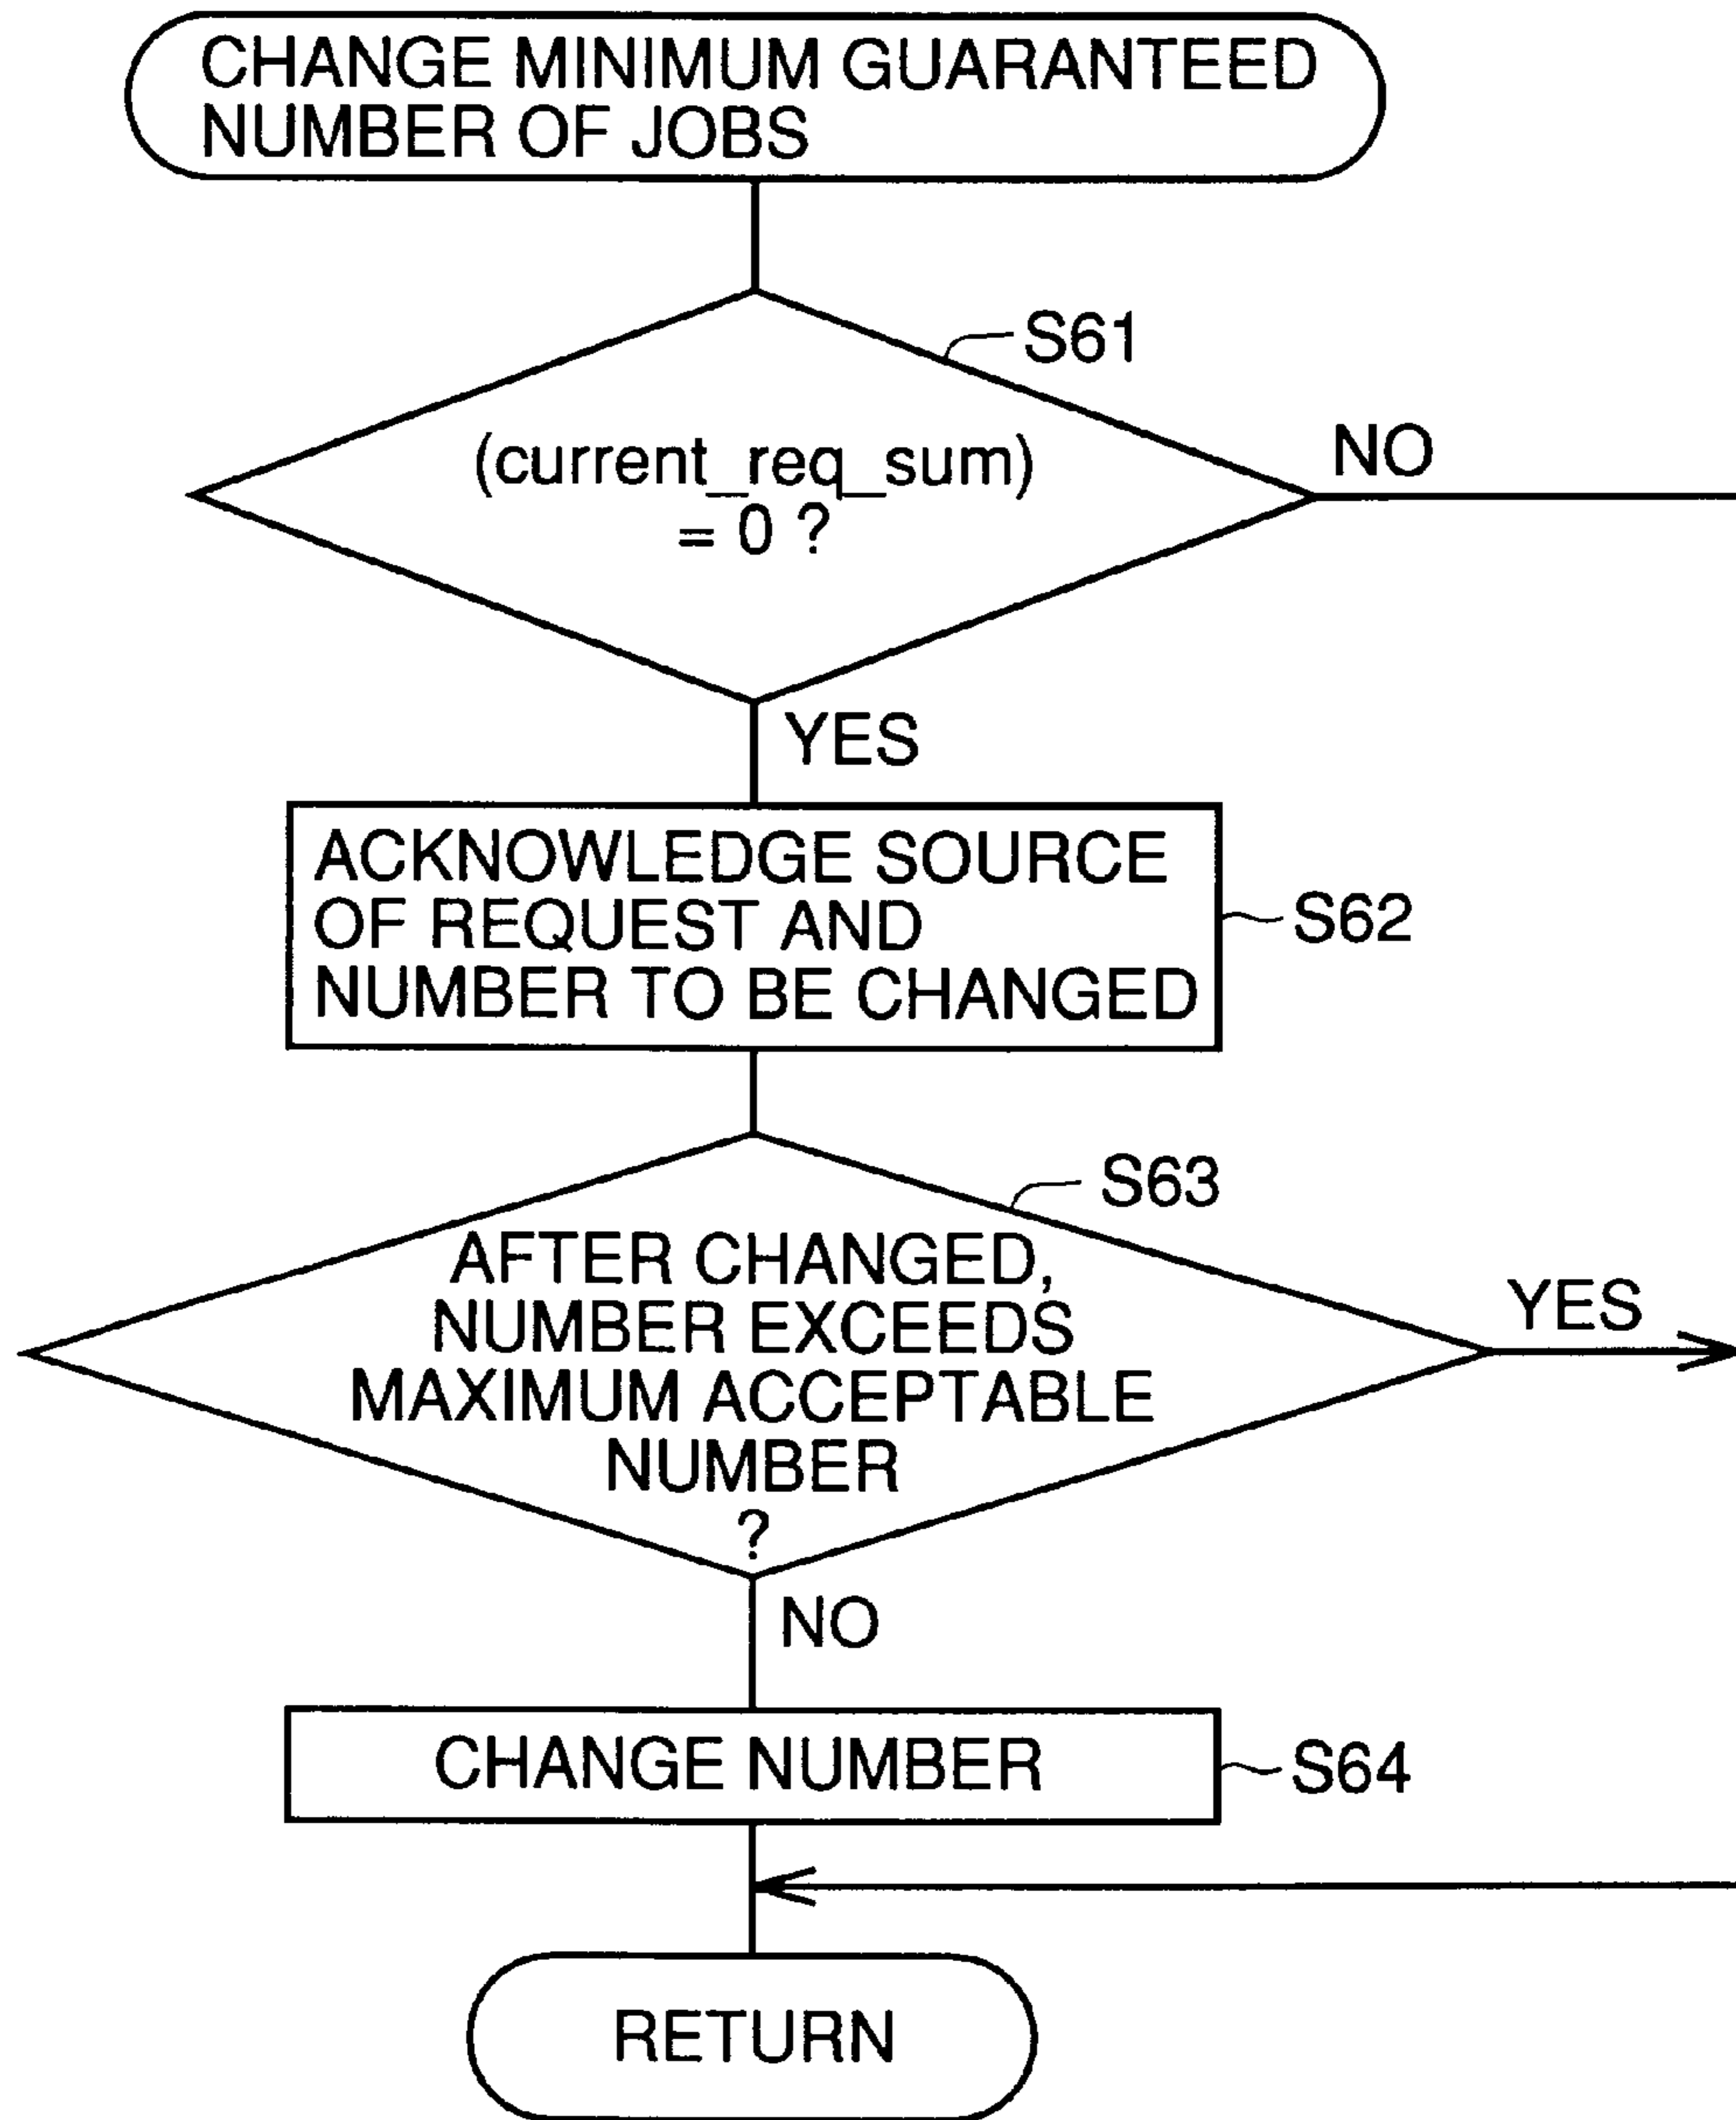 CHANGE MINIMUM GUARANTEED
NUMBER OF JOBS
S61
(current_req_sum)
= 0 ?
NO
YES
ACKNOWLEDGE SOURCE
OF REQUEST AND
NUMBER TO BE CHANGED
S62
S63
AFTER CHANGED,
NUMBER EXCEEDS
MAXIMUM ACCEPTABLE
NUMBER
?
YES
NO
CHANGE NUMBER
S64
RETURN